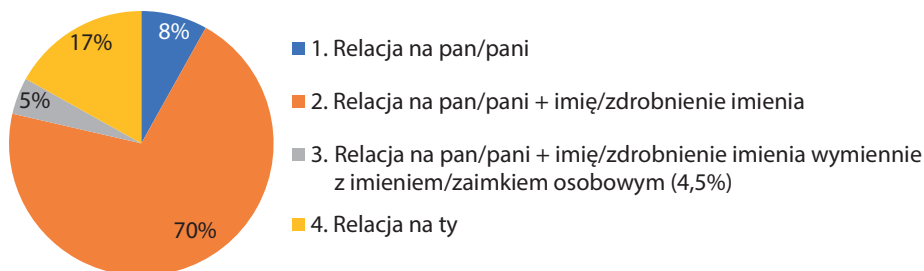 17%
8%
5%
70%
1. Relacja na pan/pani
2. Relacja na pan/pani + imię/zdrobnienie imienia
3. Relacja na pan/pani + imię/zdrobnienie imienia wymiennie
z imieniem/zaimkiem osobowym (4,5%)
4. Relacja na ty